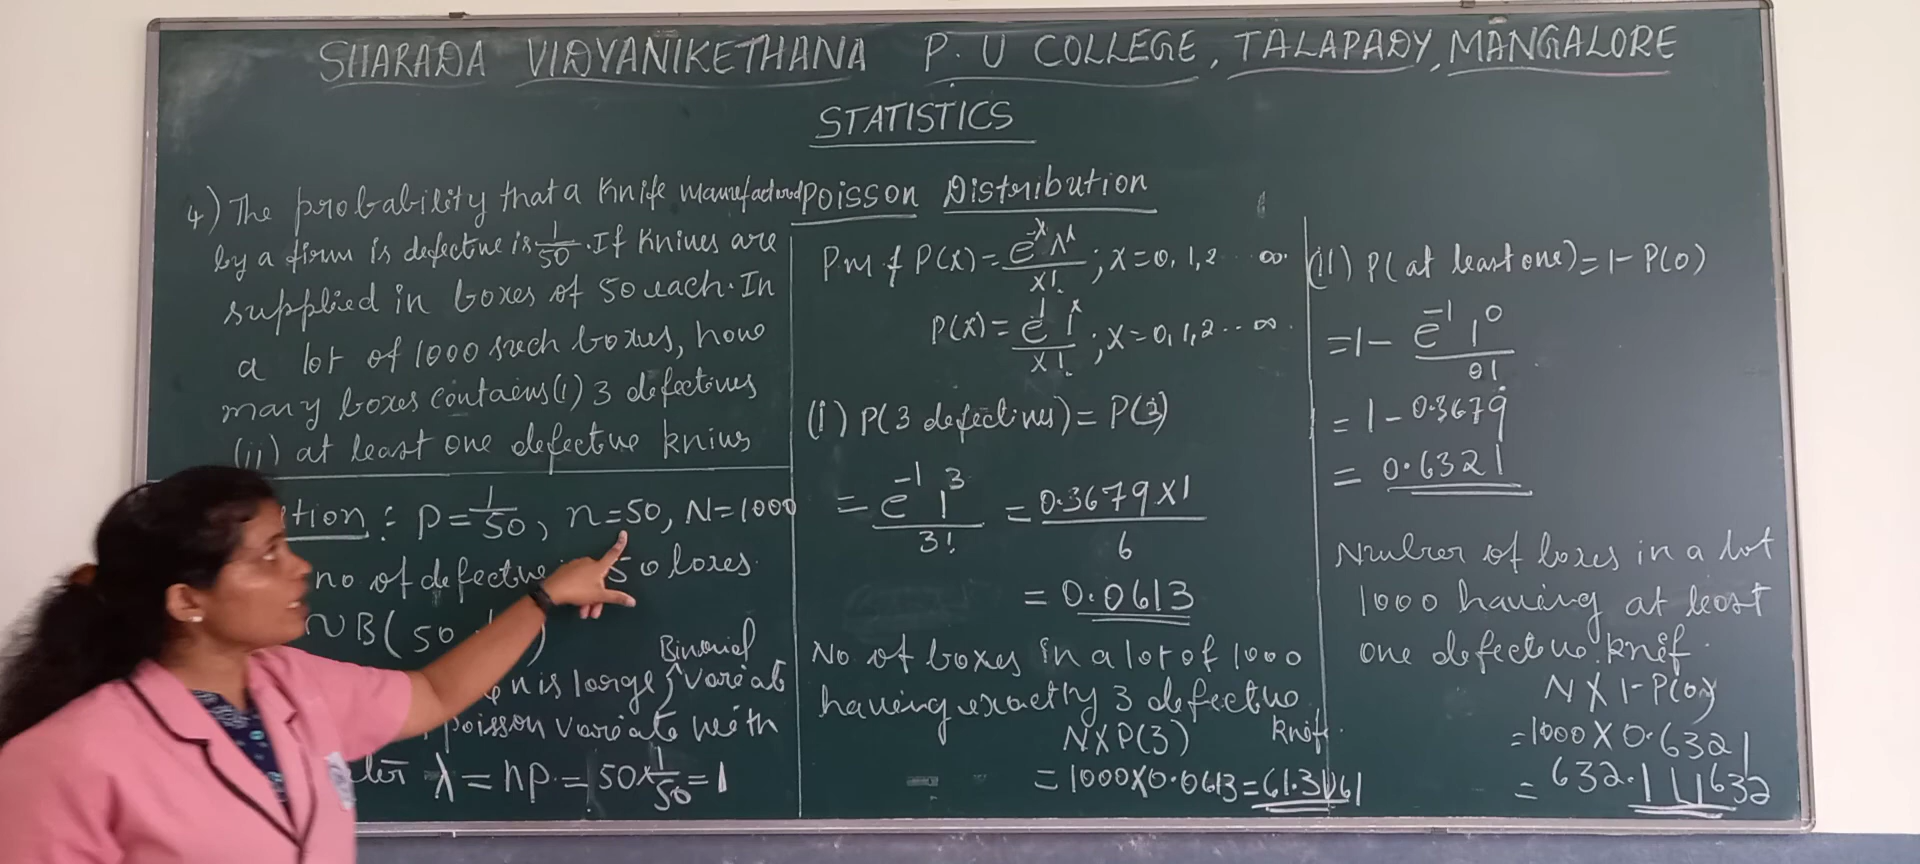 SHARADA VIDYANIKETHANA P.U COLLEGE, TALAPADY, MANGALORE
STATISTICS
4) The probability that a Knife manufactured
by a firm is defective is 1/50. If Knives are
supplied in boxes of 50 each. In
a lot of 1000 such boxes, how
many boxes contains (i) 3 defectives
(ii) at least one defective knives
tion : P = 1/50, n=50, N=1000
no of defective 50 boxes.
~B(50,
n is large, Binomial variate
poisson variate with
λ = np = 50×1/50 = 1
Poisson Distribution
Pmf P(x) = e^-λ λ^x / x! ; x=0,1,2 ... ∞.
P(x) = e^-1 1^x / x! ; x=0,1,2 ... ∞.
(i) P(3 defectives) = P(3)
= e^-1 1^3 / 3! = 0.3679×1 / 6
= 0.0613
No. of boxes in a lot of 1000
having exactly 3 defective
knife.
N×P(3)
=1000×0.0613=61.3≈61
(ii) P(at least one) = 1-P(0)
=1- e^-1 1^0 / 0!
= 1-0.3679
= 0.6321
Number of boxes in a lot
1000 having at least
one defective knife.
N×1-P(0)
=1000×0.6321
= 632.1≈632